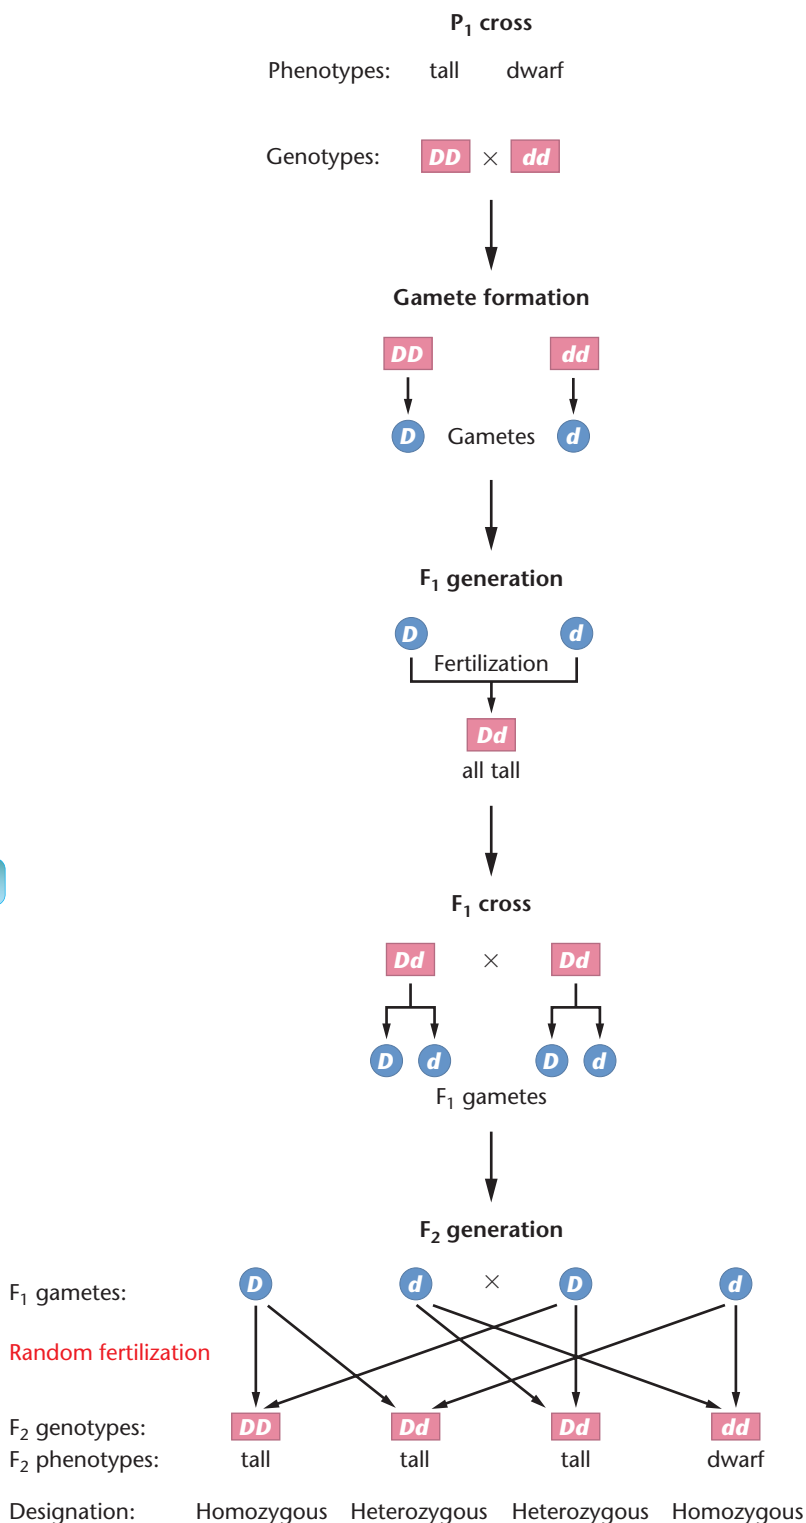 P₁ cross
Phenotypes: tall dwarf
Genotypes: DD × dd
Gamete formation
DD dd
D Gametes d
F₁ generation
D d
Fertilization
Dd
all tall
F₁ cross
Dd × Dd
D d D d
F₁ gametes
F₂ generation
F₁ gametes: D d × D d
Random fertilization
F₂ genotypes: DD Dd Dd dd
F₂ phenotypes: tall tall tall dwarf
Designation: Homozygous Heterozygous Heterozygous Homozygous